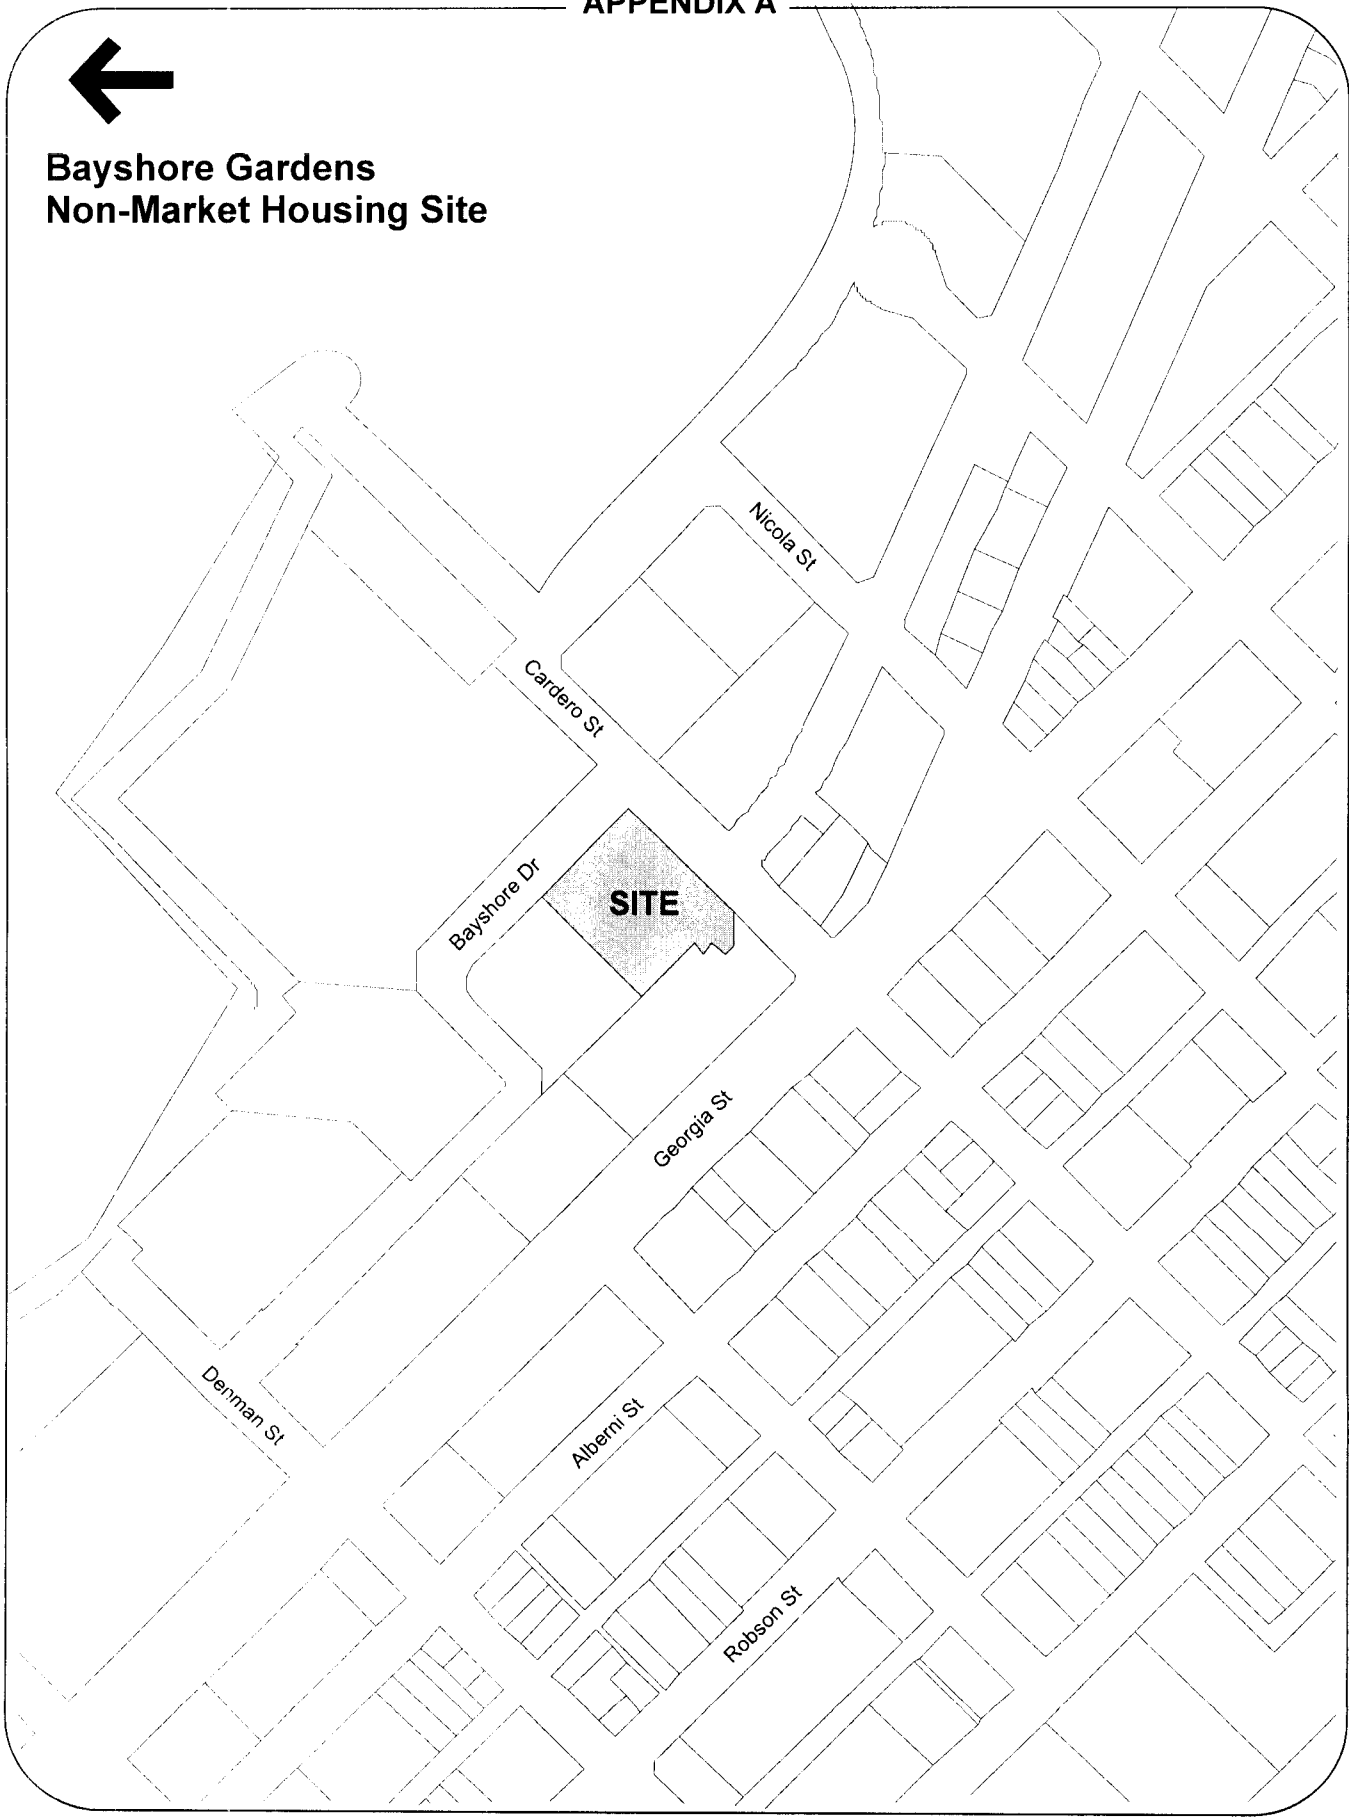 APPENDIX A
Bayshore Gardens
Non-Market Housing Site
Nicola St
Cardero St
Bayshore Dr
SITE
Georgia St
Denman St
Alberni St
Robson St